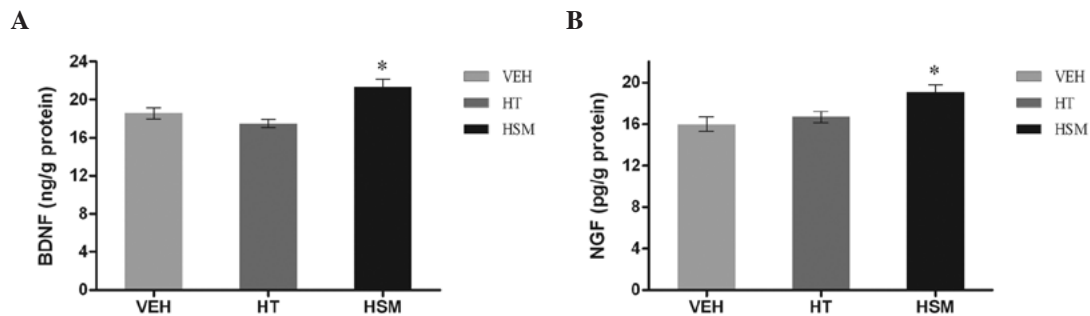 A
BDNF (ng/g protein)
24
20
16
12
8
4
0
*
VEH
HT
HSM
VEH
HT
HSM
B
NGF (pg/g protein)
20
16
12
8
4
0
*
VEH
HT
HSM
VEH
HT
HSM